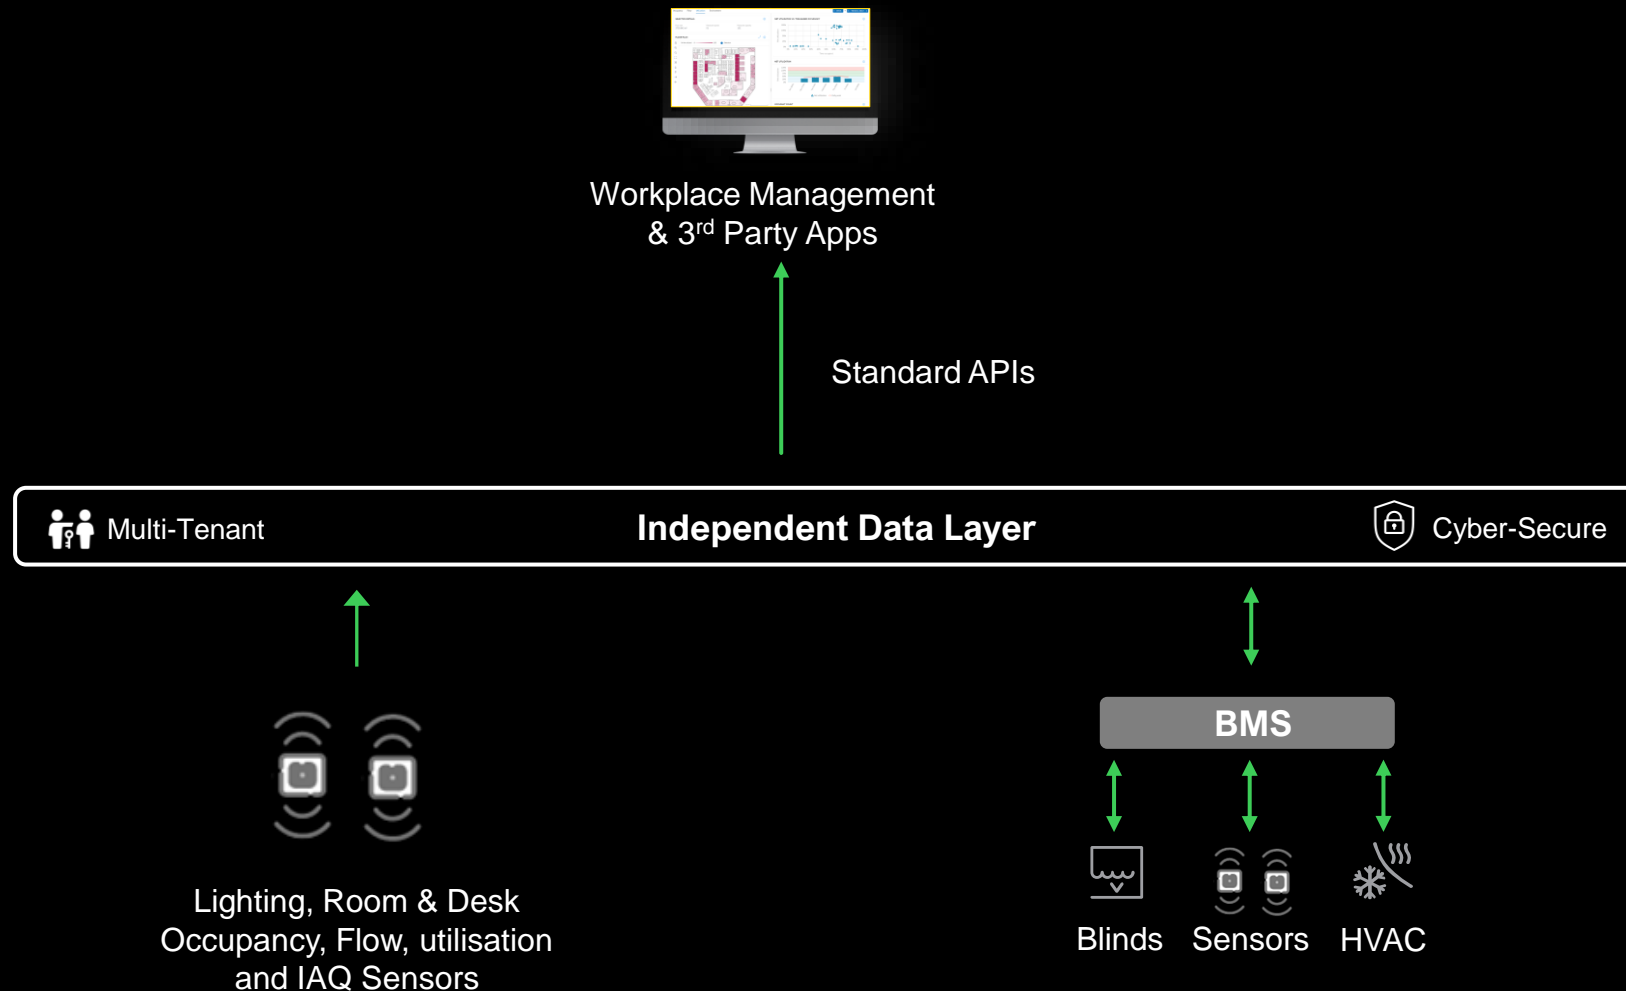 Workplace Management
& 3rd Party Apps
Standard APIs
Multi-Tenant
Independent Data Layer
Cyber-Secure
BMS
Lighting, Room & Desk
Occupancy, Flow, utilisation
and IAQ Sensors
Blinds
Sensors
HVAC